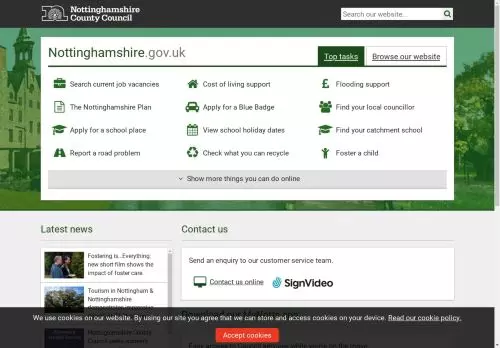 Nottinghamshire
County Council
Search our website...
Nottinghamshire.gov.uk
Top tasks
Browse our website
Search current job vacancies
Cost of living support
Flooding support
The Nottinghamshire Plan
Apply for a Blue Badge
Find your local councillor
Apply for a school place
View school holiday dates
Find your catchment school
Report a road problem
Check what you can recycle
Foster a child
Show more things you can do online
Latest news
Contact us
Fostering is…Everything:
new short film shows the
impact of foster care
Send an enquiry to our customer service team.
Contact us online
SignVideo
Tourism in Nottingham &
Nottinghamshire
We use cookies on our website. By using our site you agree that we can store and access cookies on your device. Read our cookie policy.
Accept cookies